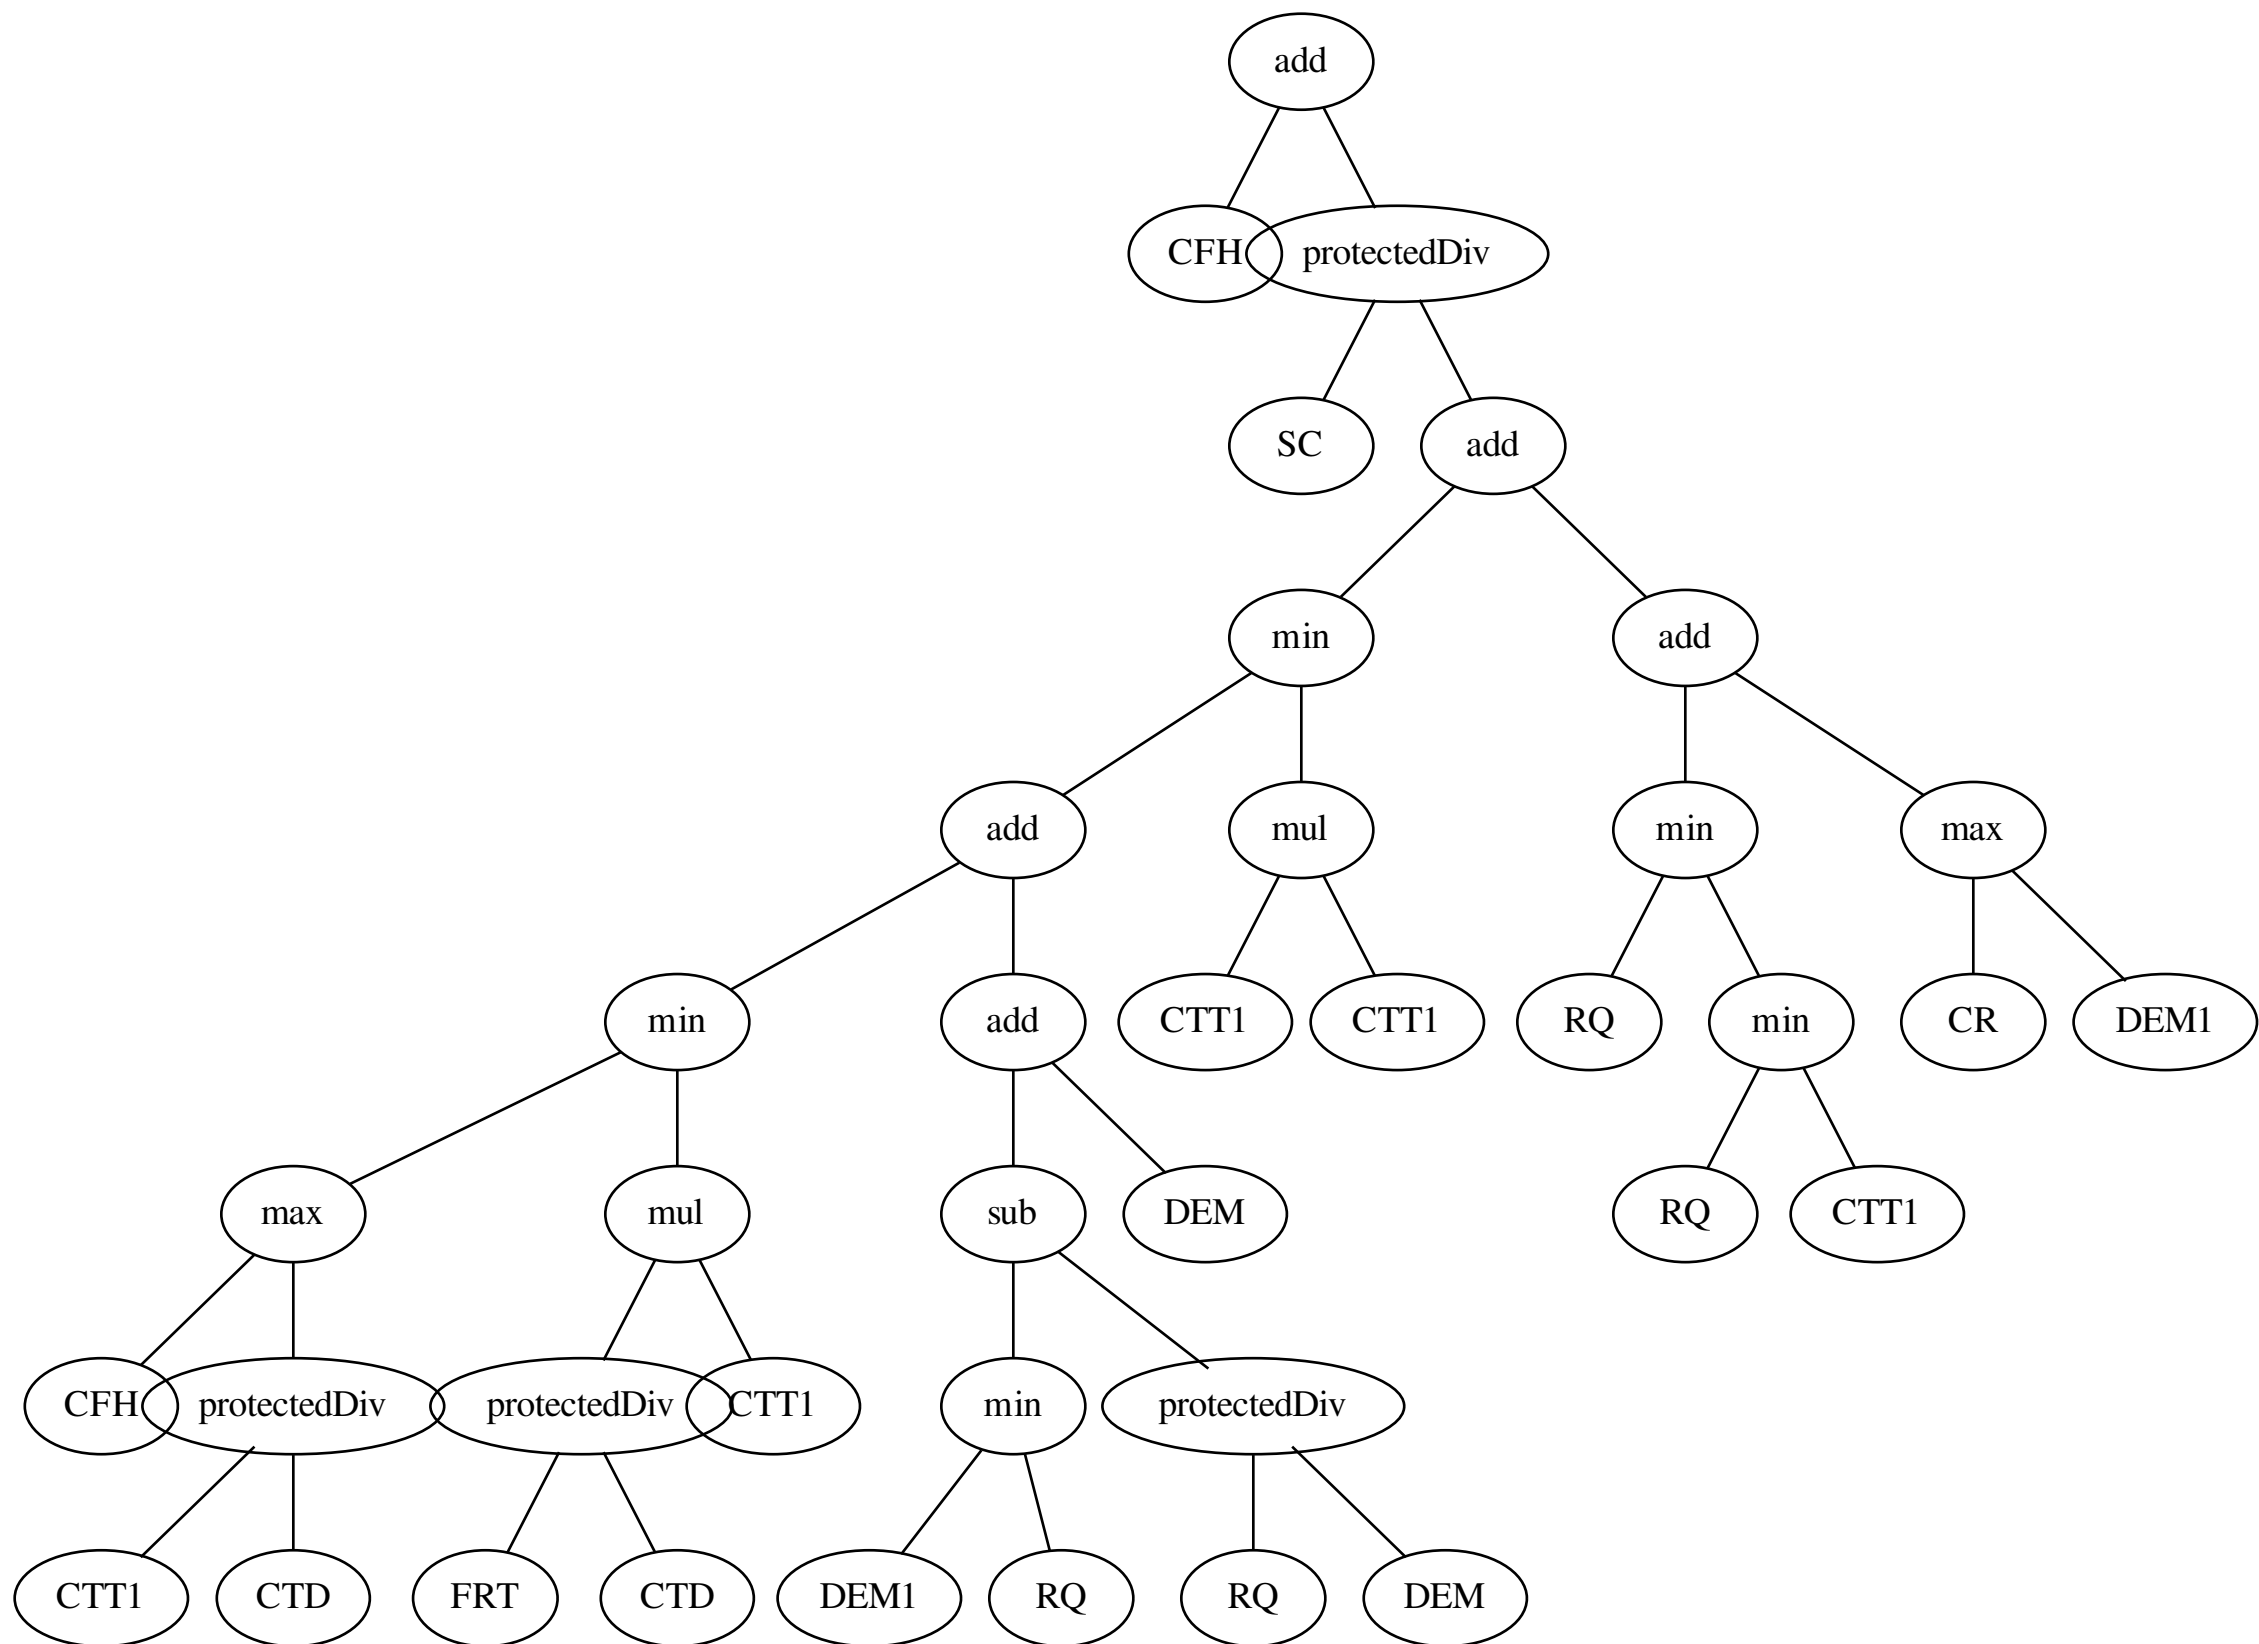 add
CFH protectedDiv
SC add
min add
add mul min max
min add CTT1 CTT1 RQ min CR DEM1
max mul sub DEM RQ CTT1
CFH protectedDiv protectedDiv CTT1 min protectedDiv
CTT1 CTD FRT CTD DEM1 RQ RQ DEM